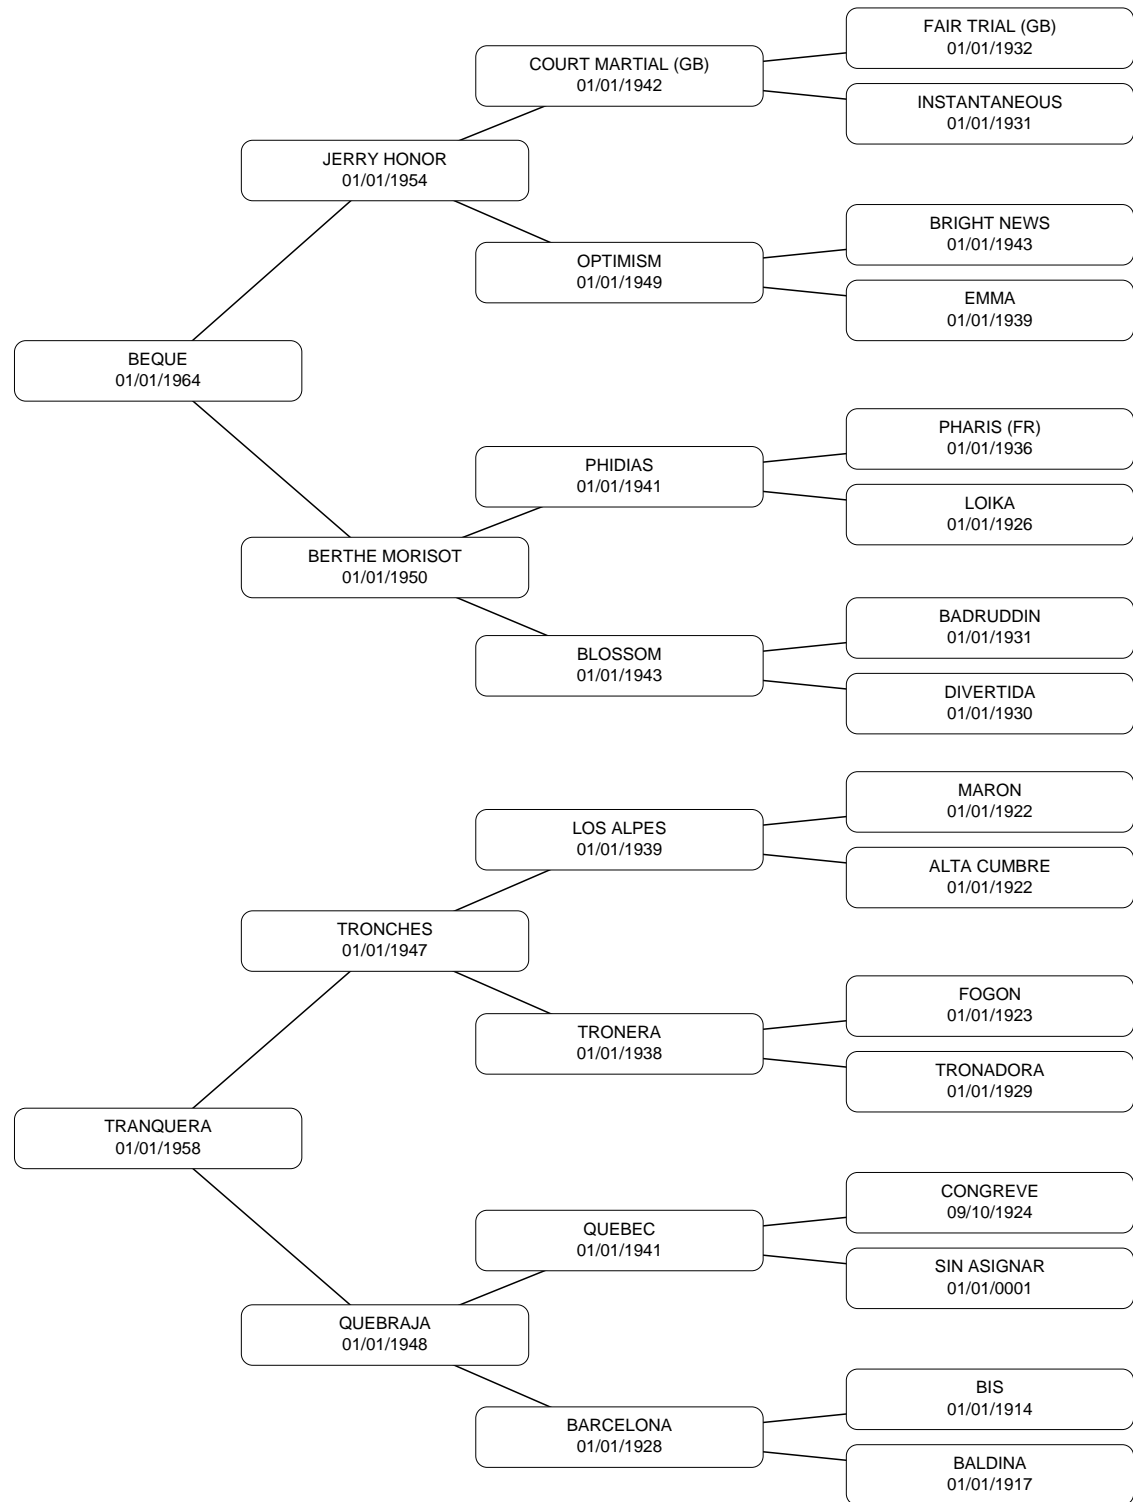 FAIR TRIAL (GB)
01/01/1932
COURT MARTIAL (GB)
01/01/1942
INSTANTANEOUS
01/01/1931
JERRY HONOR
01/01/1954
BRIGHT NEWS
01/01/1943
OPTIMISM
01/01/1949
EMMA
01/01/1939
BEQUE
01/01/1964
PHARIS (FR)
01/01/1936
PHIDIAS
01/01/1941
LOIKA
01/01/1926
BERTHE MORISOT
01/01/1950
BADRUDDIN
01/01/1931
BLOSSOM
01/01/1943
DIVERTIDA
01/01/1930
MARON
01/01/1922
LOS ALPES
01/01/1939
ALTA CUMBRE
01/01/1922
TRONCHES
01/01/1947
FOGON
01/01/1923
TRONERA
01/01/1938
TRONADORA
01/01/1929
TRANQUERA
01/01/1958
CONGREVE
09/10/1924
QUEBEC
01/01/1941
SIN ASIGNAR
01/01/0001
QUEBRAJA
01/01/1948
BIS
01/01/1914
BARCELONA
01/01/1928
BALDINA
01/01/1917